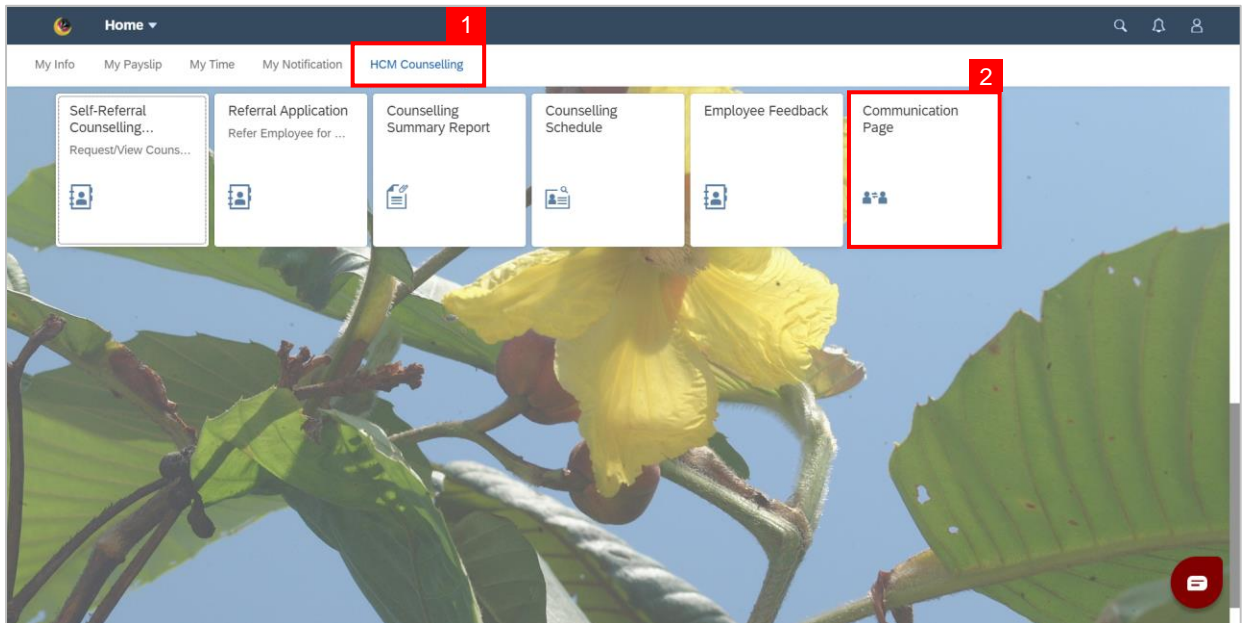 Home
1
My Info My Payslip My Time My Notification HCM Counselling
2
Self-Referral
Counselling...
Request/View Couns...
Referral Application
Refer Employee for ...
Counselling
Summary Report
Counselling
Schedule
Employee Feedback
Communication
Page